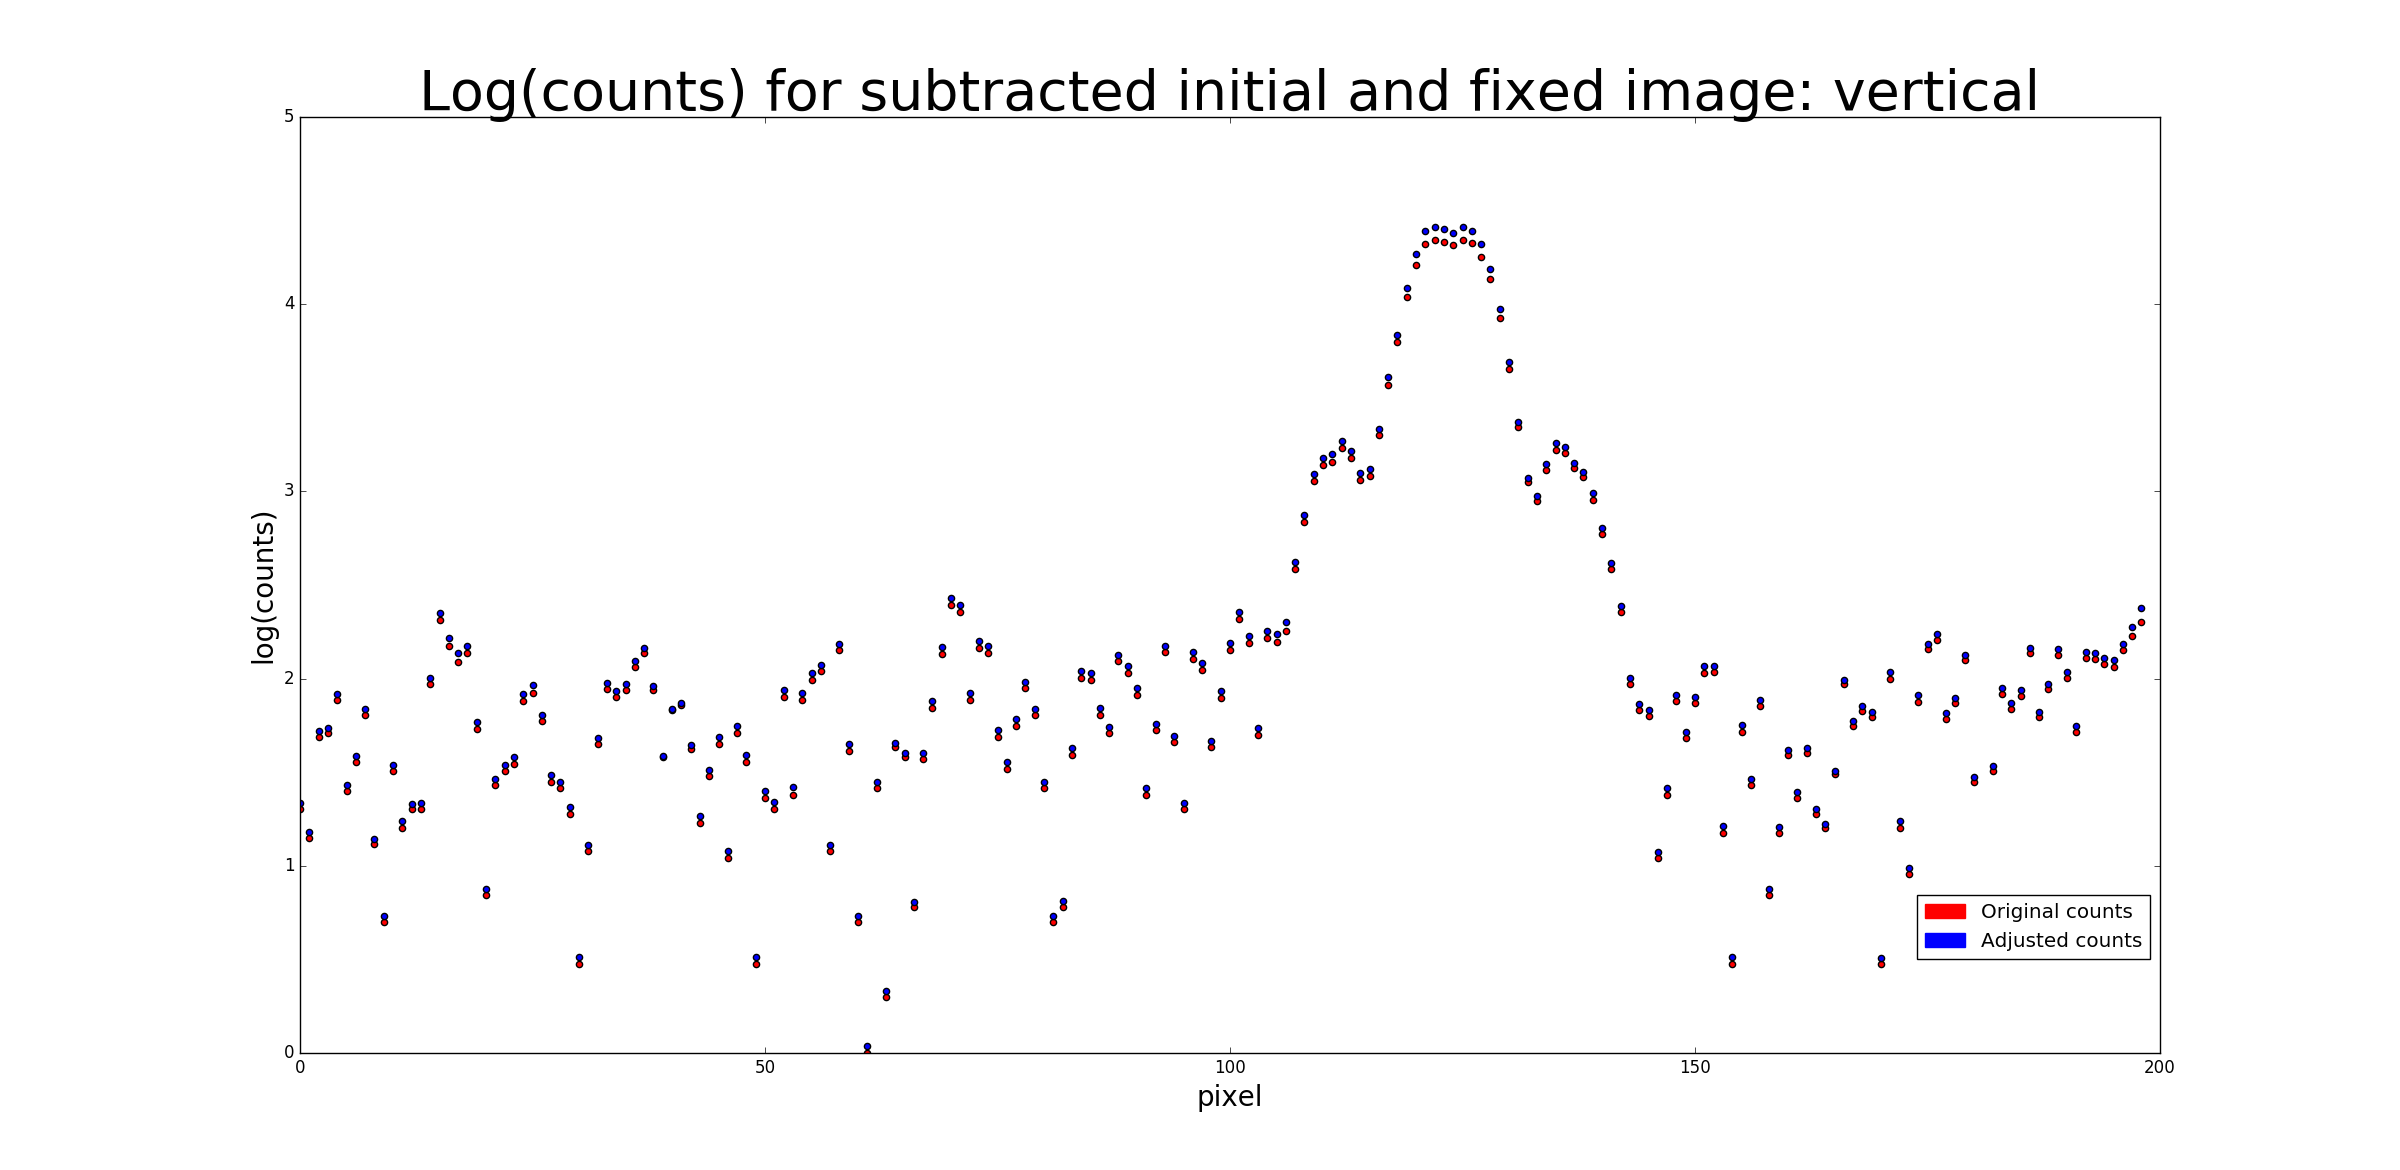 Log(counts) for subtracted initial and fixed image: vertical
5
4
3
2
1
0
log(counts)
0 50 100 150 200
pixel
Original counts
Adjusted counts